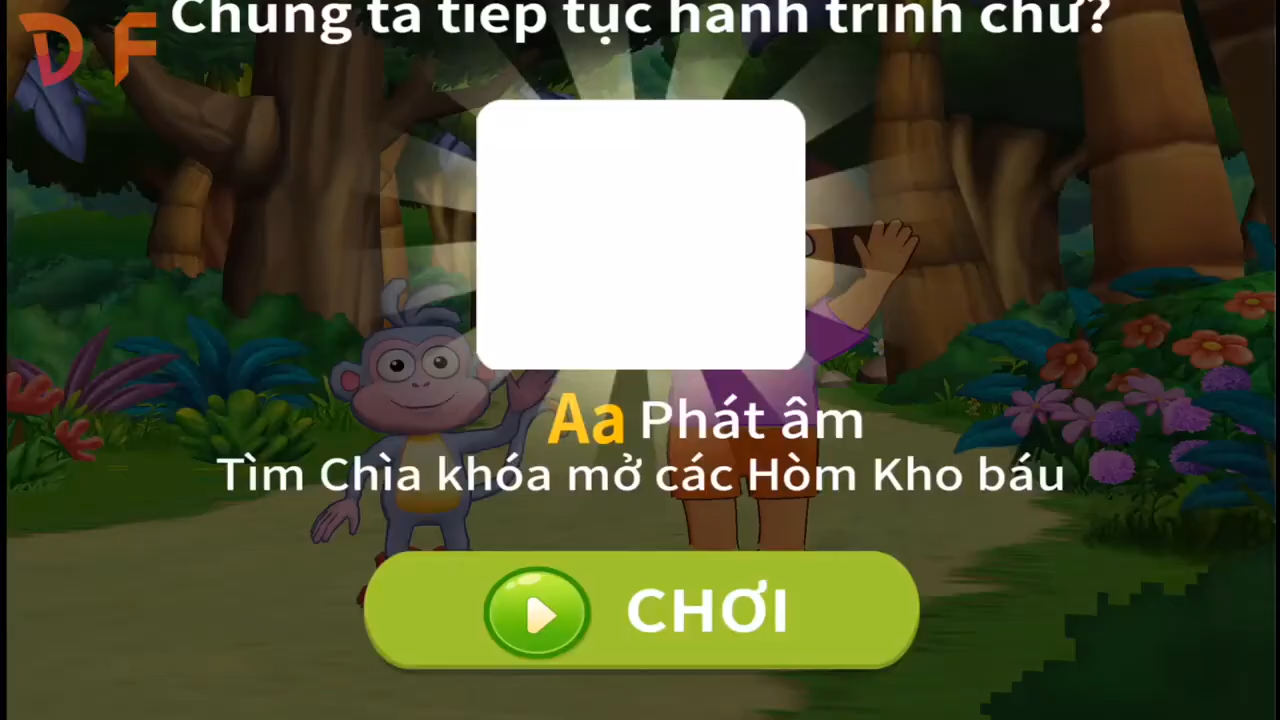 Chúng ta tiếp tục hành trình chứ?
DF
Aa Phát âm
Tìm Chìa khóa mở các Hòm Kho báu
CHƠI